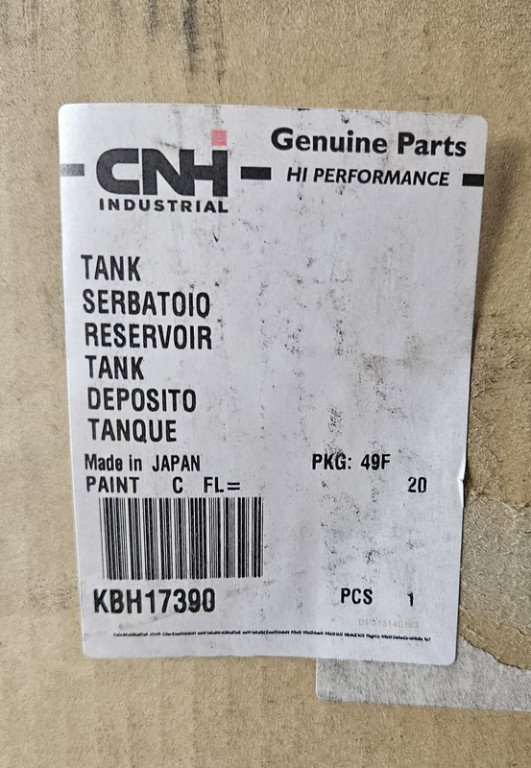 CNH
INDUSTRIAL
Genuine Parts
HI PERFORMANCE
TANK
SERBATOIO
RESERVOIR
TANK
DEPOSITO
TANQUE
Made in JAPAN PKG: 49F
PAINT C FL= 20
KBH17390 PCS 1